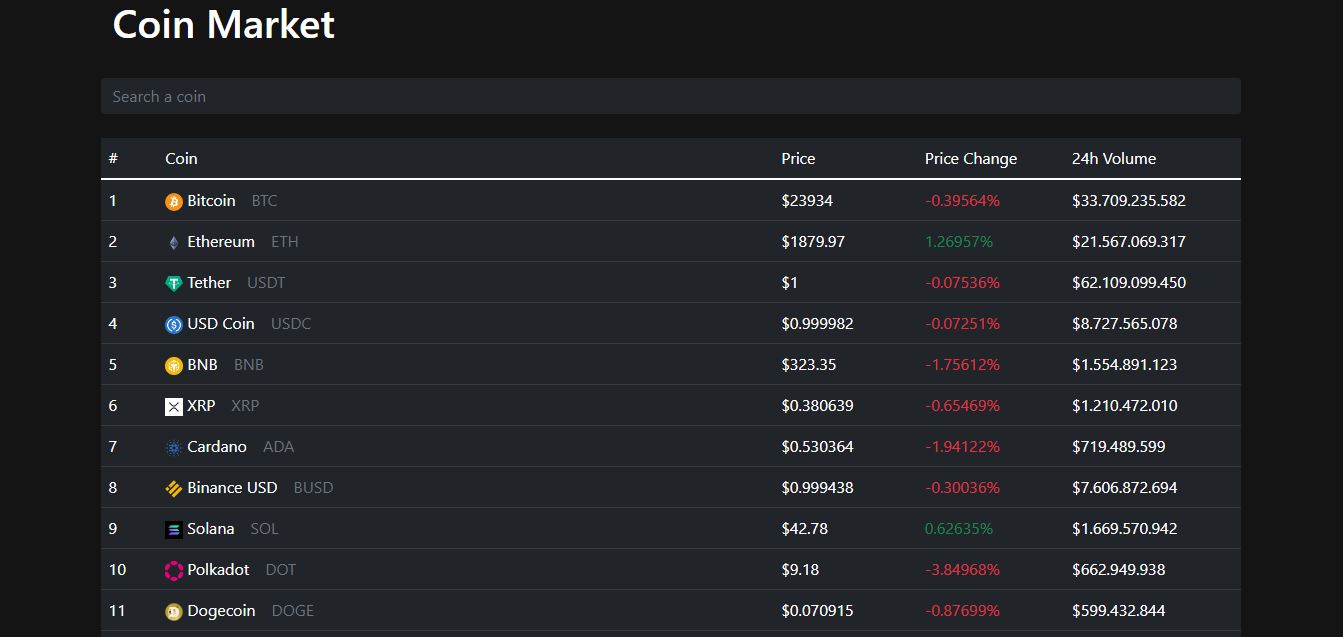 Coin Market
Search a coin
# Coin Price Price Change 24h Volume
1 Bitcoin BTC $23934 -0.39564% $33.709.235.582
2 Ethereum ETH $1879.97 1.26957% $21.567.069.317
3 Tether USDT $1 -0.07536% $62.109.099.450
4 USD Coin USDC $0.999982 -0.07251% $8.727.565.078
5 BNB BNB $323.35 -1.75612% $1.554.891.123
6 XRP XRP $0.380639 -0.65469% $1.210.472.010
7 Cardano ADA $0.530364 -1.94122% $719.489.599
8 Binance USD BUSD $0.999438 -0.30036% $7.606.872.694
9 Solana SOL $42.78 0.62635% $1.669.570.942
10 Polkadot DOT $9.18 -3.84968% $662.949.938
11 Dogecoin DOGE $0.070915 -0.87699% $599.432.844